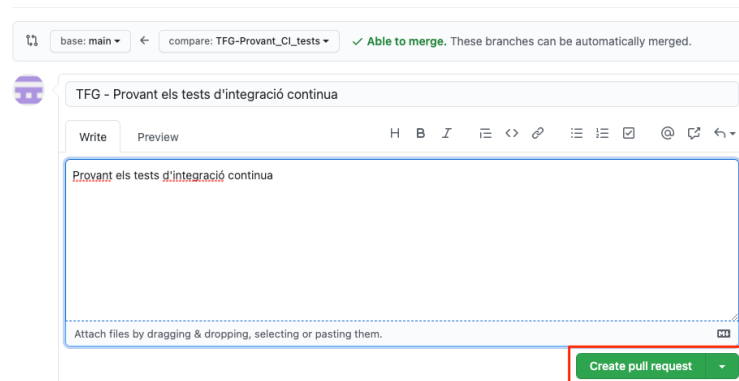 base: main ← compare: TFG-Provant_CI_tests ✓ Able to merge. These branches can be automatically merged.
TFG - Provant els tests d'integració continua
Write Preview
Provant els tests d'integració continua
Attach files by dragging & dropping, selecting or pasting them.
Create pull request